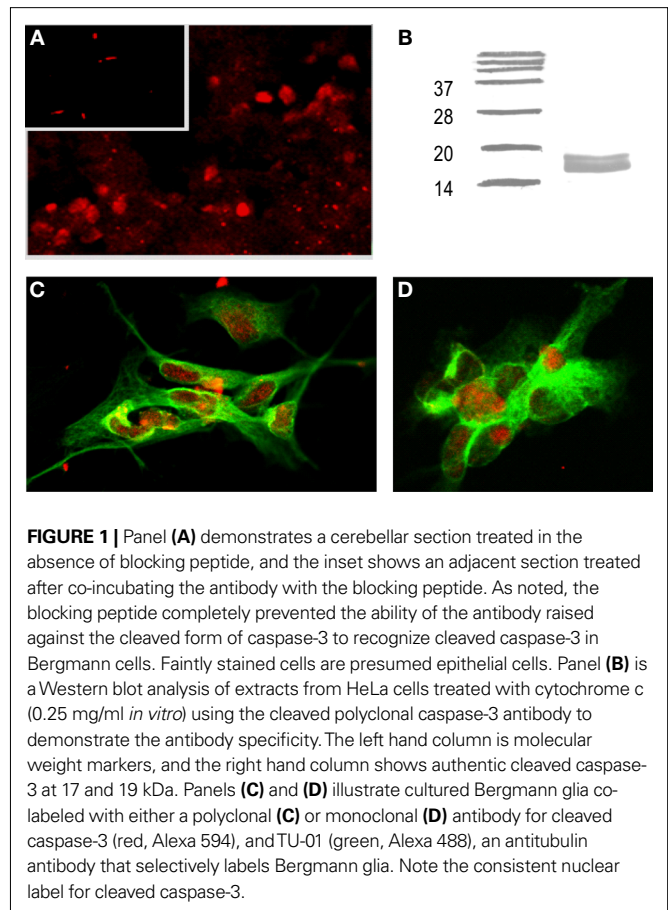 A
B
37
28
20
14
C
D
FIGURE 1 | Panel (A) demonstrates a cerebellar section treated in the
absence of blocking peptide, and the inset shows an adjacent section treated
after co-incubating the antibody with the blocking peptide. As noted, the
blocking peptide completely prevented the ability of the antibody raised
against the cleaved form of caspase-3 to recognize cleaved caspase-3 in
Bergmann cells. Faintly stained cells are presumed epithelial cells. Panel (B) is
a Western blot analysis of extracts from HeLa cells treated with cytochrome c
(0.25 mg/ml in vitro) using the cleaved polyclonal caspase-3 antibody to
demonstrate the antibody specificity. The left hand column is molecular
weight markers, and the right hand column shows authentic cleaved caspase-
3 at 17 and 19 kDa. Panels (C) and (D) illustrate cultured Bergmann glia co-
labeled with either a polyclonal (C) or monoclonal (D) antibody for cleaved
caspase-3 (red, Alexa 594), and TU-01 (green, Alexa 488), an antitubulin
antibody that selectively labels Bergmann glia. Note the consistent nuclear
label for cleaved caspase-3.